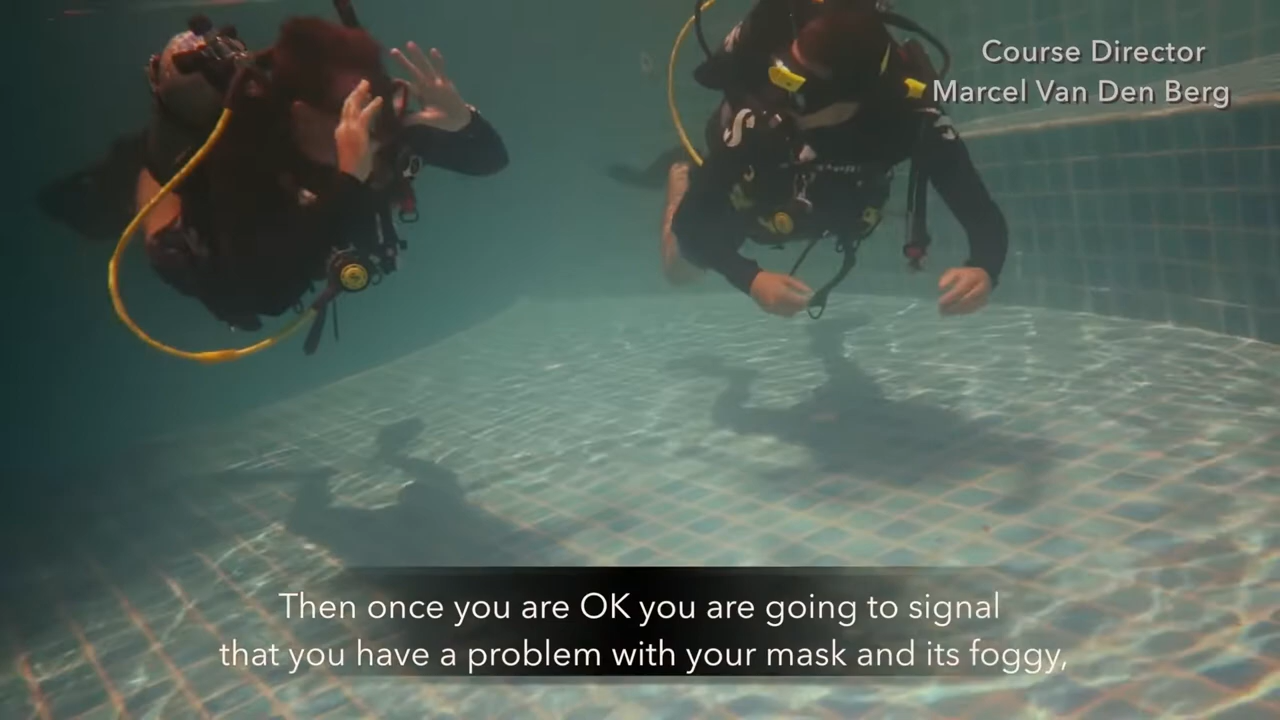 Course Director
Marcel Van Den Berg
Then once you are OK you are going to signal
that you have a problem with your mask and its foggy,